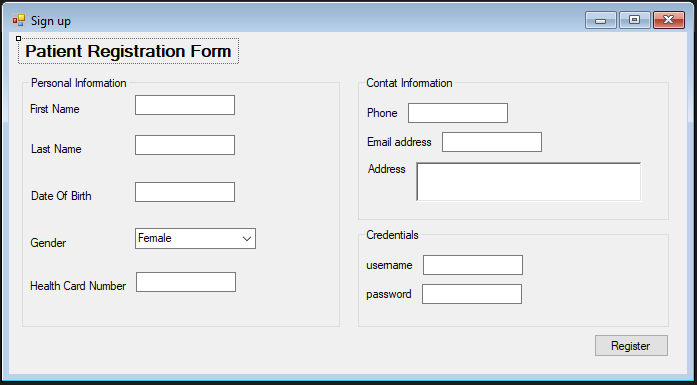 Sign up
Patient Registration Form
Personal Information
First Name
Last Name
Date Of Birth
Gender
Female
Health Card Number
Contat Information
Phone
Email address
Address
Credentials
username
password
Register